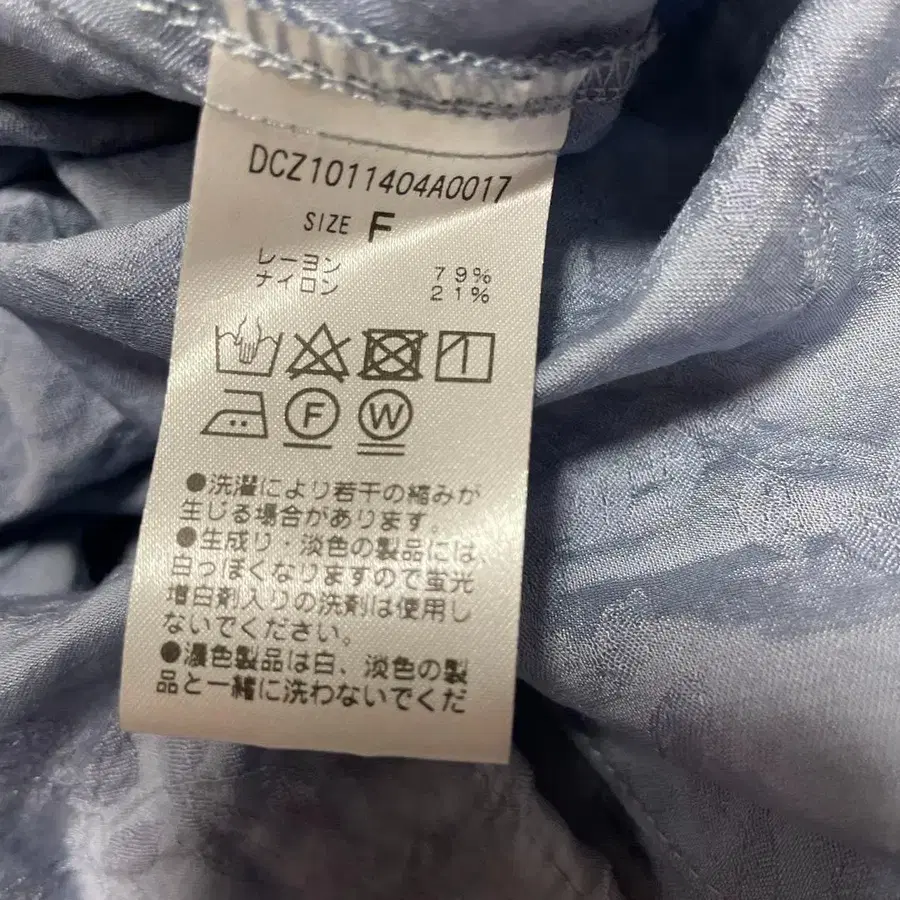 DCZ1011404A0017
SIZE F
レーヨン 79%
ナイロン 21%
F W
●洗濯により若干の縮みが
生じる場合があります。
●生成り・淡色の製品には、
白っぽくなりますので蛍光
増白剤入りの洗剤は使用し
ないでください。
●濃色製品は白、淡色の製
品と一緒に洗わないでくだ